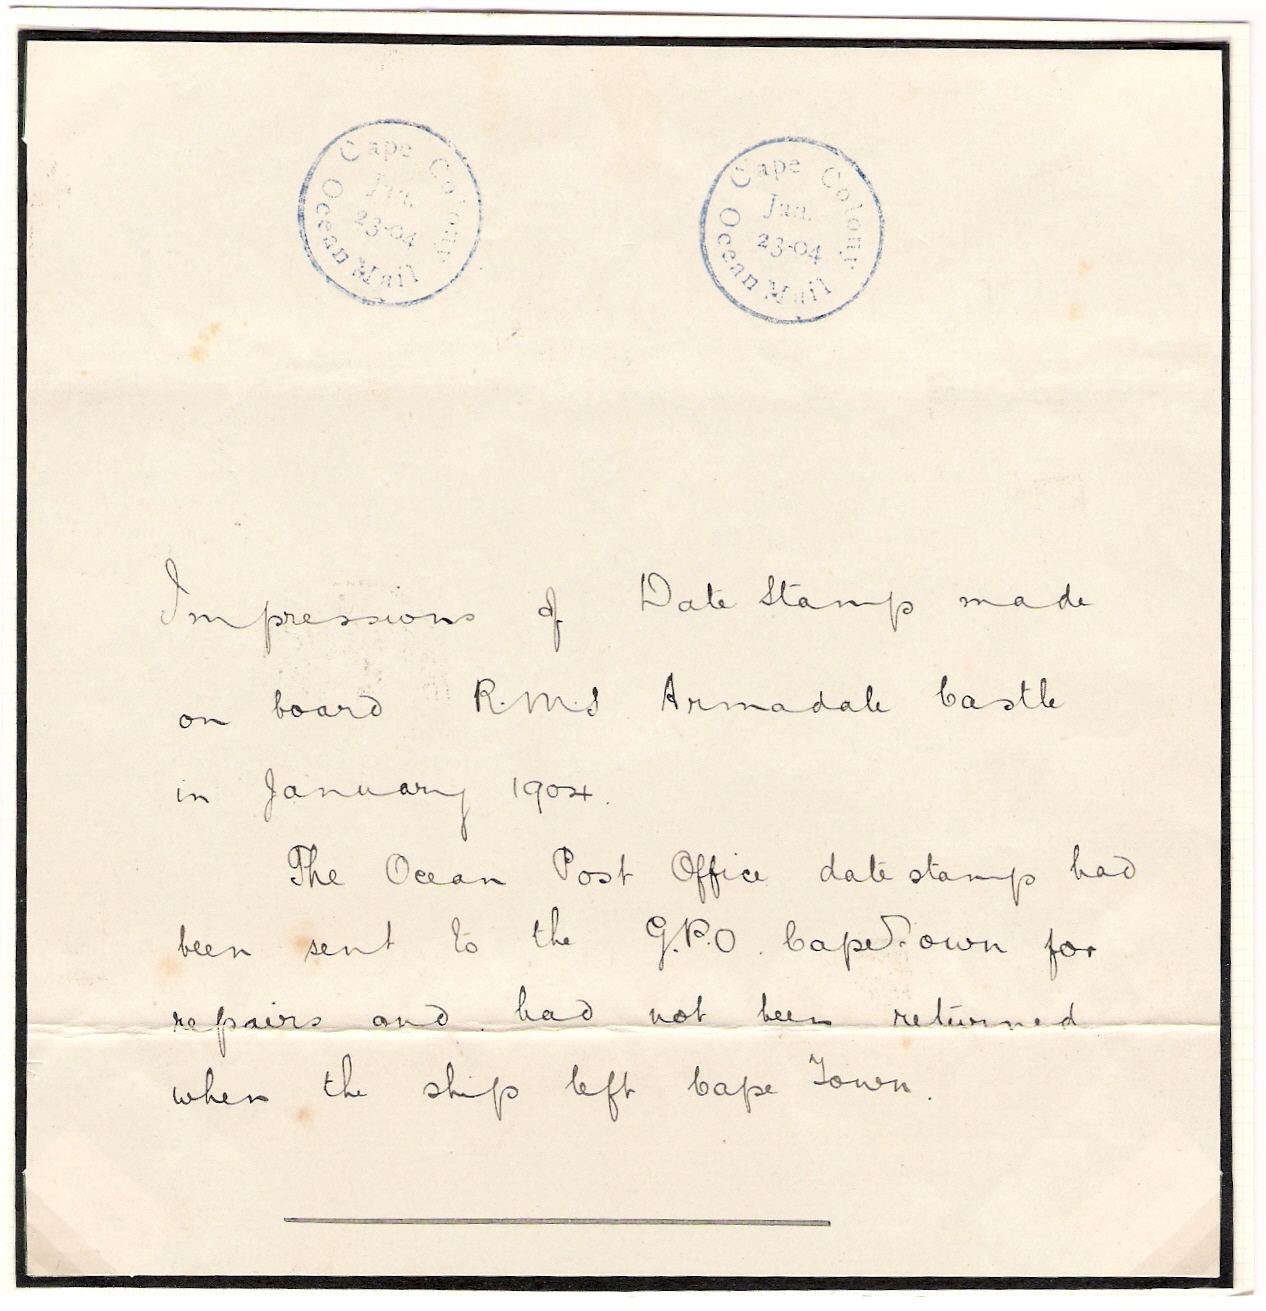 Cape Colony
Jan.
23-04
Ocean Mail
Cape Colony
Jan.
23-04
Ocean Mail
Impressions of Date Stamp made
on board R.M.S Armadale Castle
in January 1904.
The Ocean Post Office date stamp had
been sent to the G.P.O. Cape Town for
repairs and had not been returned
when the ship left Cape Town.